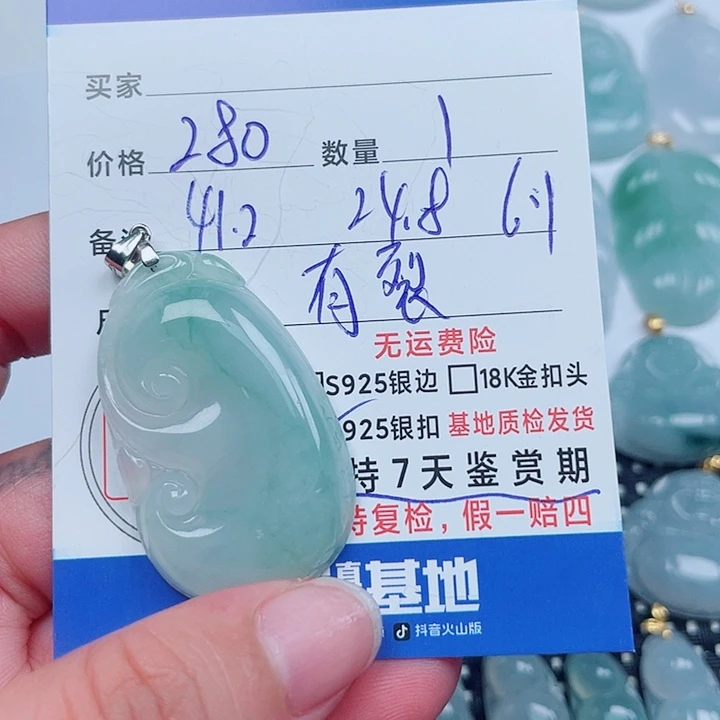 买家
价格 280 数量 1
备 41.2 24.8 6.1
有裂
无运费险
S925银边 □18K金扣头
925银扣 基地质检发货
持7天鉴赏期
持复检，假一赔四
基地
抖音火山版